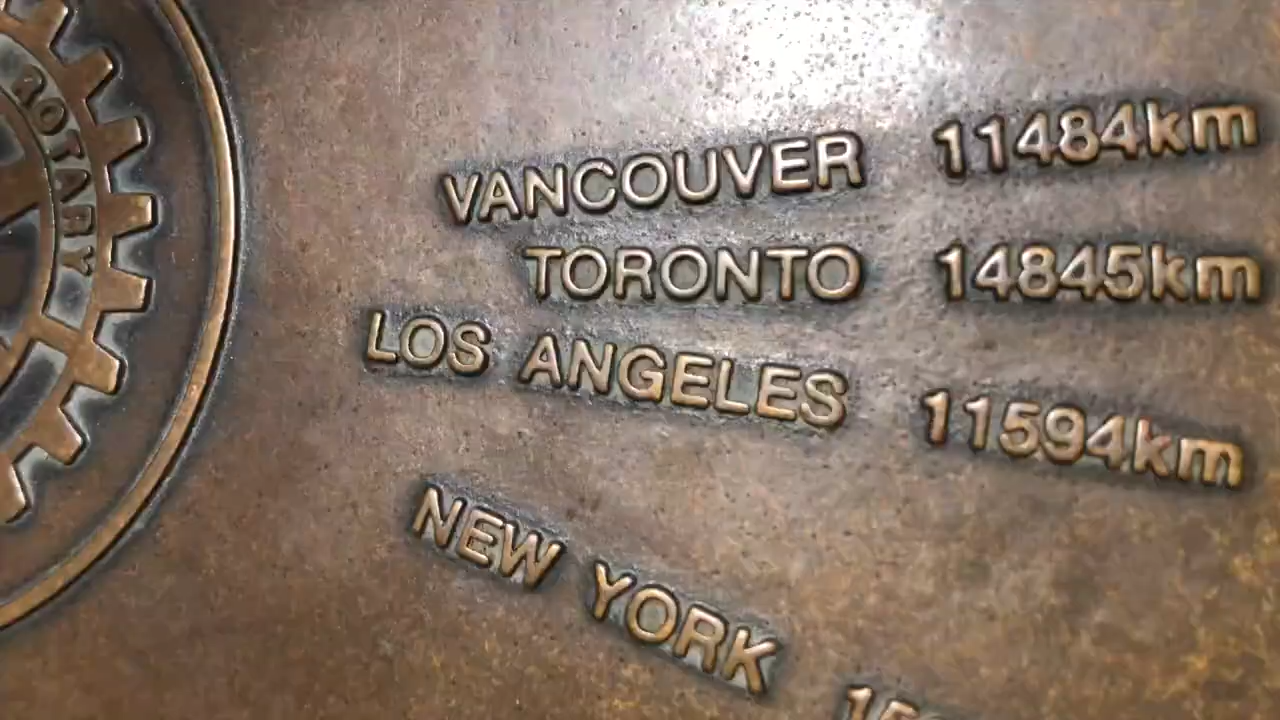 ROTARY
VANCOUVER 11484km
TORONTO 14845km
LOS ANGELES 11594km
NEW YORK